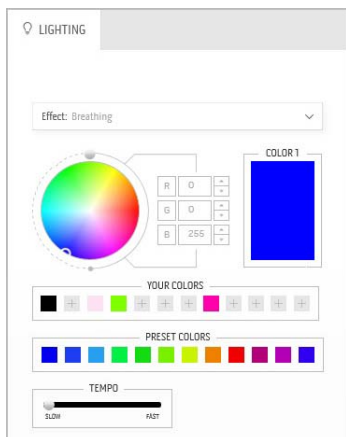 LIGHTING
Effect: Breathing
COLOR 1
R 0
G 0
B 255
YOUR COLORS
PRESET COLORS
TEMPO
SLOW FAST